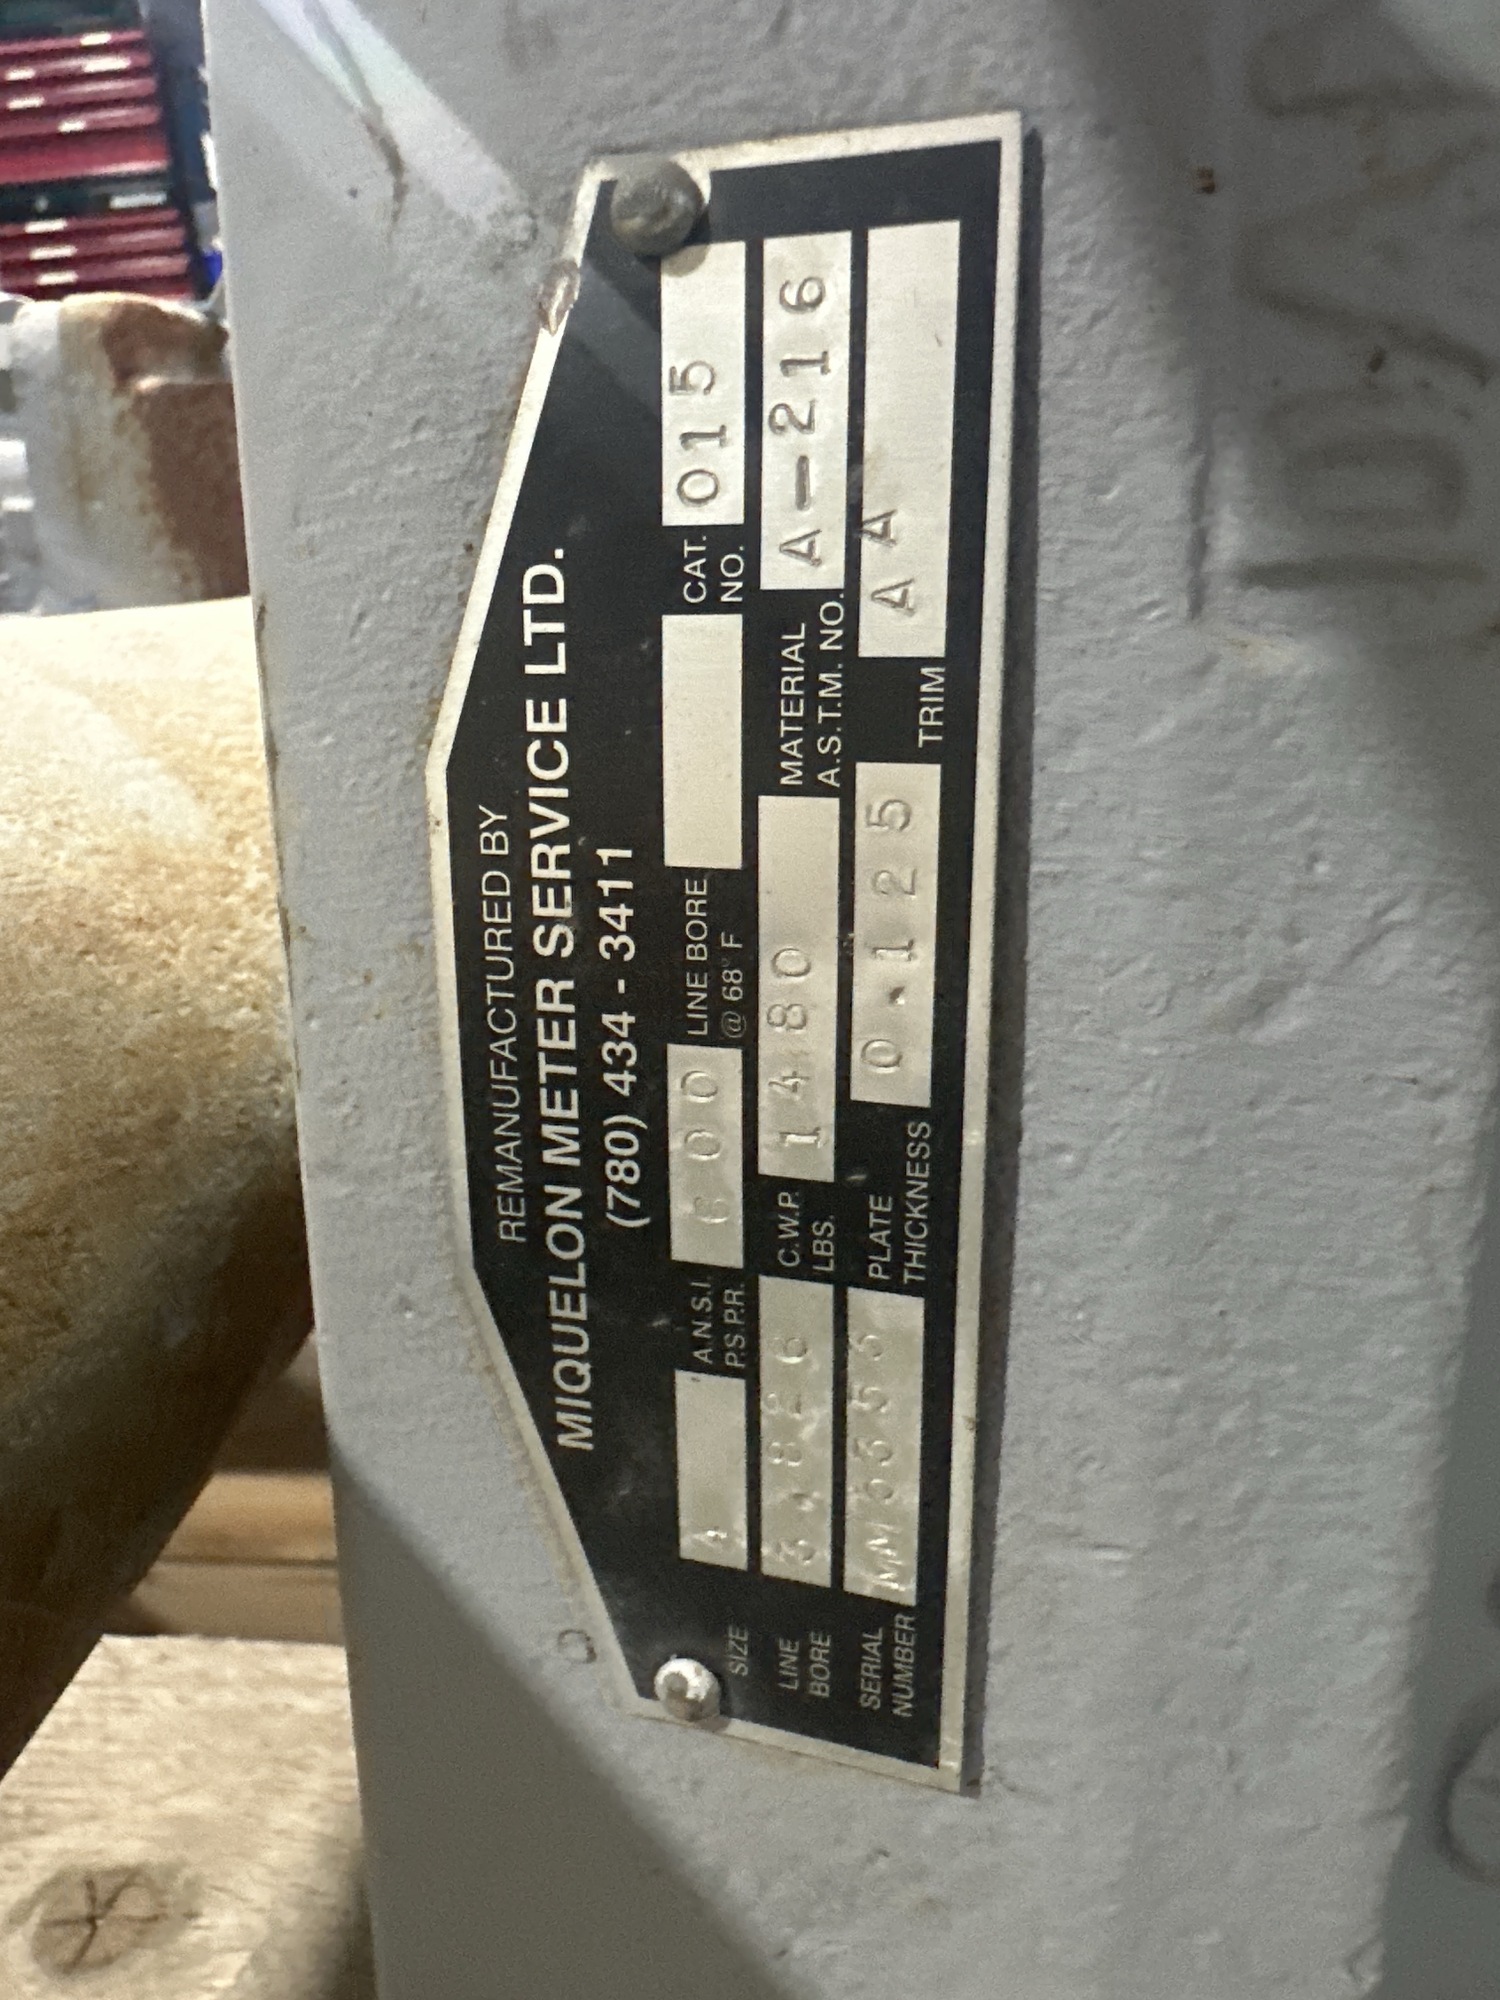 REMANUFACTURED BY
MIQUELON METER SERVICE LTD.
(780) 434 - 3411
SIZE 4 A.N.S.I. P.S.P.R. 600 LINE BORE @ 68° F CAT. NO. 015
LINE BORE 3.826 C.W.P. LBS. 1480 MATERIAL A.S.T.M. NO. A-216
SERIAL NUMBER PLATE THICKNESS 0.125 TRIM AA